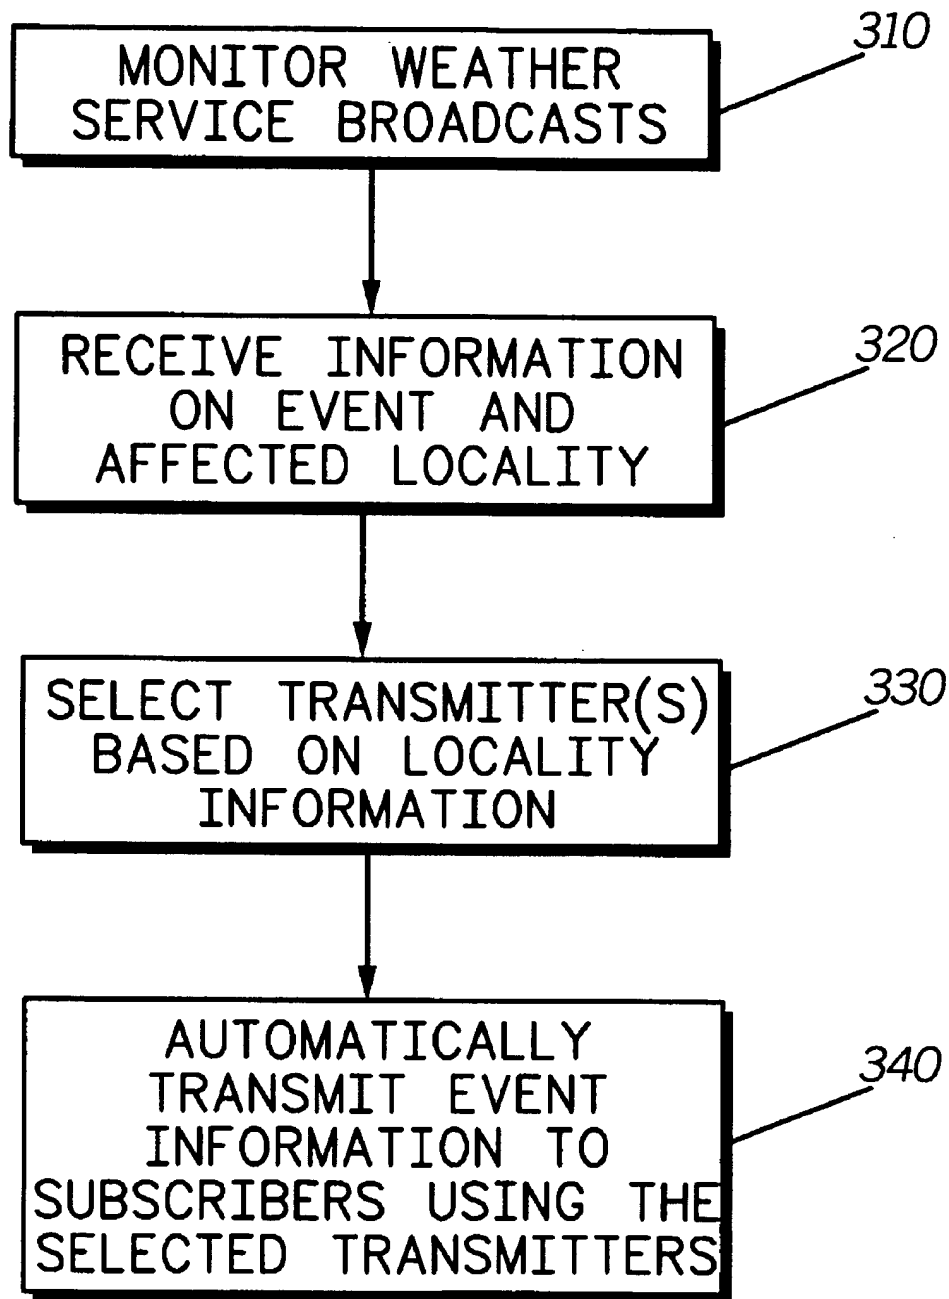 310
MONITOR WEATHER
SERVICE BROADCASTS
320
RECEIVE INFORMATION
ON EVENT AND
AFFECTED LOCALITY
330
SELECT TRANSMITTER(S)
BASED ON LOCALITY
INFORMATION
340
AUTOMATICALLY
TRANSMIT EVENT
INFORMATION TO
SUBSCRIBERS USING THE
SELECTED TRANSMITTERS